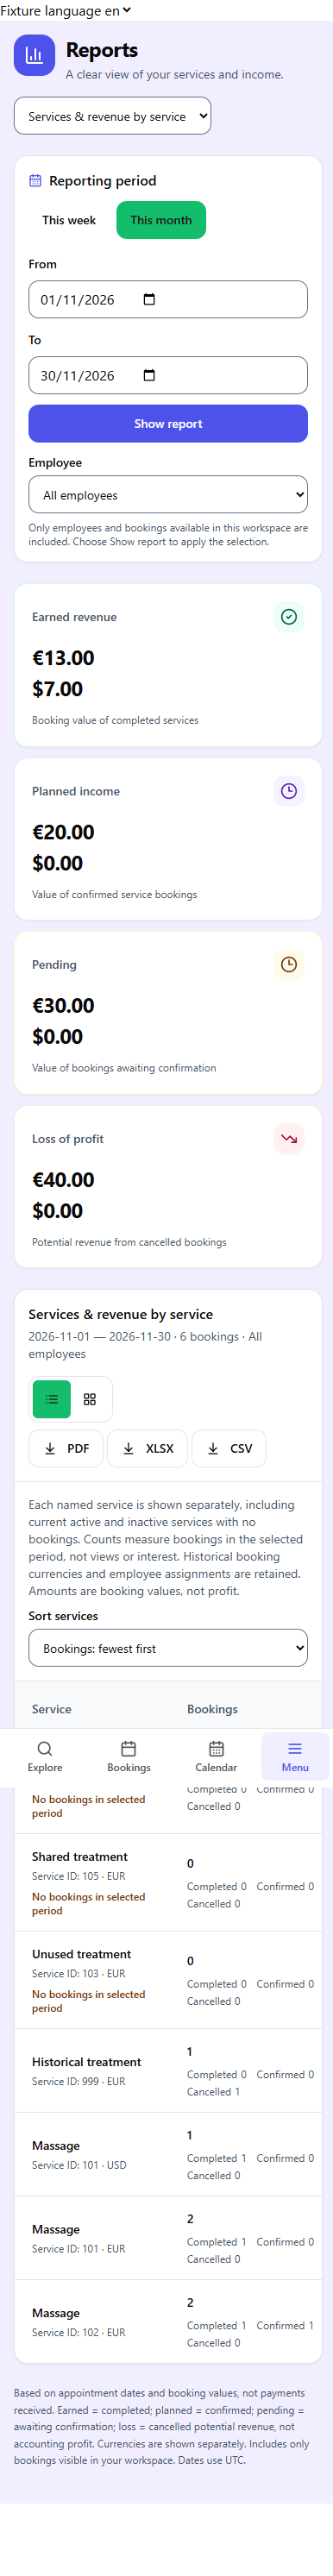 Fixture language en
Reports
A clear view of your services and income.
Services & revenue by service
Reporting period
This week
This month
From
01/11/2026
To
30/11/2026
Show report
Employee
All employees
Only employees and bookings available in this workspace are
included. Choose Show report to apply the selection.
Earned revenue
€13.00
$7.00
Booking value of completed services
Planned income
€20.00
$0.00
Value of confirmed service bookings
Pending
€30.00
$0.00
Value of bookings awaiting confirmation
Loss of profit
€40.00
$0.00
Potential revenue from cancelled bookings
Services & revenue by service
2026-11-01 — 2026-11-30 · 6 bookings · All
employees
PDF
XLSX
CSV
Each named service is shown separately, including
current active and inactive services with no
bookings. Counts measure bookings in the selected
period, not views or interest. Historical booking
currencies and employee assignments are retained.
Amounts are booking values, not profit.
Sort services
Bookings: fewest first
Service Bookings
Explore Bookings Calendar Menu
Completed 0 Confirmed 0
No bookings in selected
period
Cancelled 0
Shared treatment
Service ID: 105 · EUR
No bookings in selected
period
0
Completed 0 Confirmed 0
Cancelled 0
Unused treatment
Service ID: 103 · EUR
No bookings in selected
period
0
Completed 0 Confirmed 0
Cancelled 0
Historical treatment
Service ID: 999 · EUR
1
Completed 0 Confirmed 0
Cancelled 1
Massage
Service ID: 101 · USD
1
Completed 1 Confirmed 0
Cancelled 0
Massage
Service ID: 101 · EUR
2
Completed 1 Confirmed 0
Cancelled 0
Massage
Service ID: 102 · EUR
2
Completed 1 Confirmed 1
Cancelled 0
Based on appointment dates and booking values, not payments
received. Earned = completed; planned = confirmed; pending =
awaiting confirmation; loss = cancelled potential revenue, not
accounting profit. Currencies are shown separately. Includes only
bookings visible in your workspace. Dates use UTC.